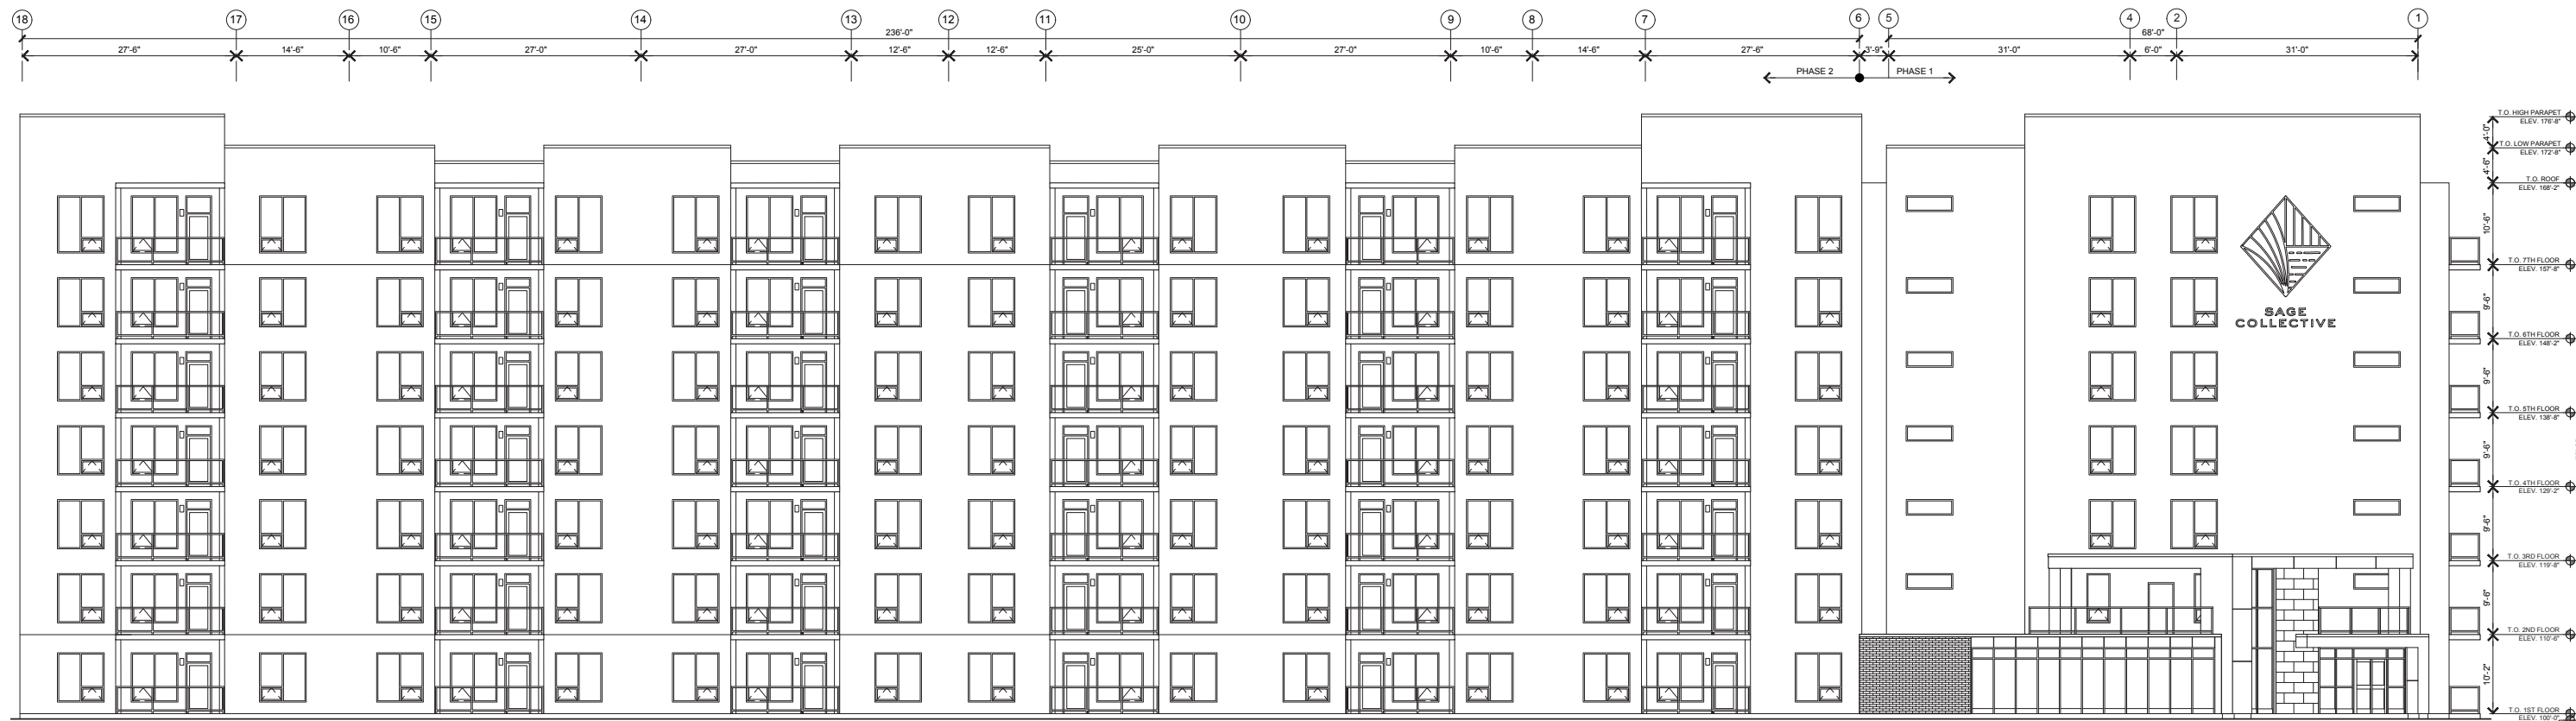 18 17 16 15 14 13 12 11 10 9 8 7 6 5 4 2 1
236'-0" 68'-0"
27'-6" 14'-6" 10'-6" 27'-0" 27'-0" 12'-6" 12'-6" 25'-0" 27'-0" 10'-6" 14'-6" 27'-6" 3'-9" 31'-0" 6'-0" 31'-0"
PHASE 2 PHASE 1
T.O. HIGH PARAPET
ELEV. 176'-8"
4'-0"
T.O. LOW PARAPET
ELEV. 172'-8"
4'-6"
T.O. ROOF
ELEV. 168'-2"
10'-6"
T.O. 7TH FLOOR
ELEV. 157'-8"
9'-6"
SAGE
COLLECTIVE
T.O. 6TH FLOOR
ELEV. 148'-2"
9'-6"
T.O. 5TH FLOOR
ELEV. 138'-8"
9'-6"
T.O. 4TH FLOOR
ELEV. 129'-2"
9'-6"
T.O. 3RD FLOOR
ELEV. 119'-8"
9'-6"
T.O. 2ND FLOOR
ELEV. 110'-6"
10'-2"
T.O. 1ST FLOOR
ELEV. 100'-0"